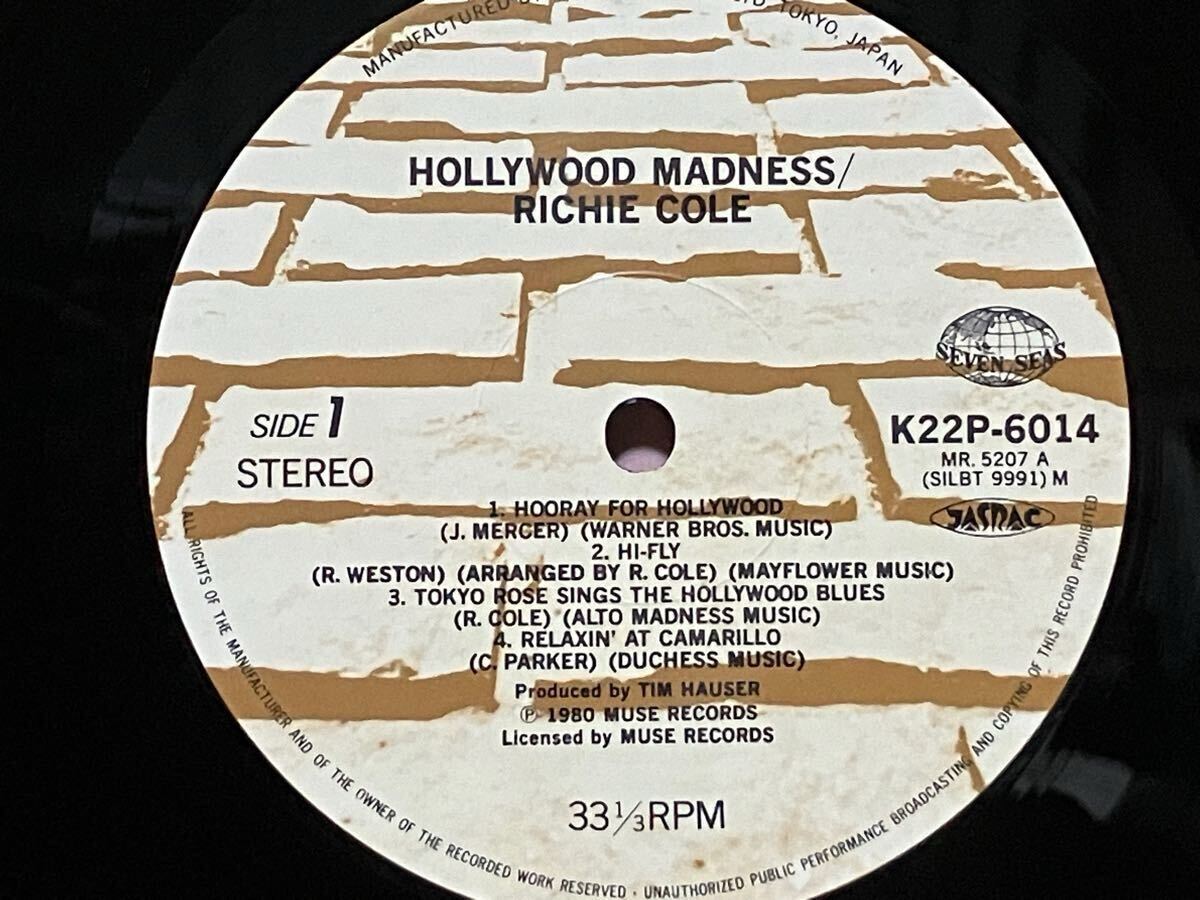 MANUFACTURED
TOKYO, JAPAN
HOLLYWOOD MADNESS/
RICHIE COLE
SEVEN SEAS
SIDE 1
STEREO
K22P-6014
MR. 5207 A
(SILBT 9991) M
JASRAC
1. HOORAY FOR HOLLYWOOD
(J. MERCER) (WARNER BROS. MUSIC)
2. HI-FLY
(R. WESTON) (ARRANGED BY R. COLE) (MAYFLOWER MUSIC)
3. TOKYO ROSE SINGS THE HOLLYWOOD BLUES
(R. COLE) (ALTO MADNESS MUSIC)
4. RELAXIN' AT CAMARILLO
(C. PARKER) (DUCHESS MUSIC)
Produced by TIM HAUSER
Ⓟ 1980 MUSE RECORDS
Licensed by MUSE RECORDS
33 1/3 RPM
ALL RIGHTS OF THE MANUFACTURER AND OF THE OWNER OF THE RECORDED WORK RESERVED · UNAUTHORIZED PUBLIC PERFORMANCE BROADCASTING AND COPYING OF THIS RECORD PROHIBITED